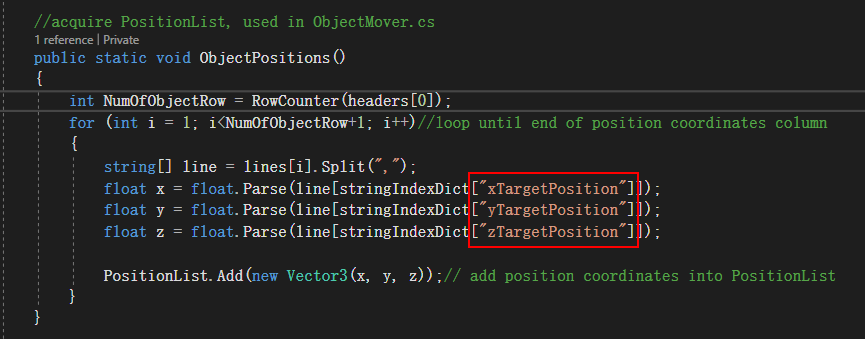 //acquire PositionList, used in ObjectMover.cs
1 reference | Private
public static void ObjectPositions()
{
int NumOfObjectRow = RowCounter(headers[0]);
for (int i = 1; i<NumOfObjectRow+1; i++)//loop until end of position coordinates column
{
string[] line = lines[i].Split(",");
float x = float.Parse(line[stringIndexDict["xTargetPosition"]]);
float y = float.Parse(line[stringIndexDict["yTargetPosition"]]);
float z = float.Parse(line[stringIndexDict["zTargetPosition"]]);
PositionList.Add(new Vector3(x, y, z));// add position coordinates into PositionList
}
}